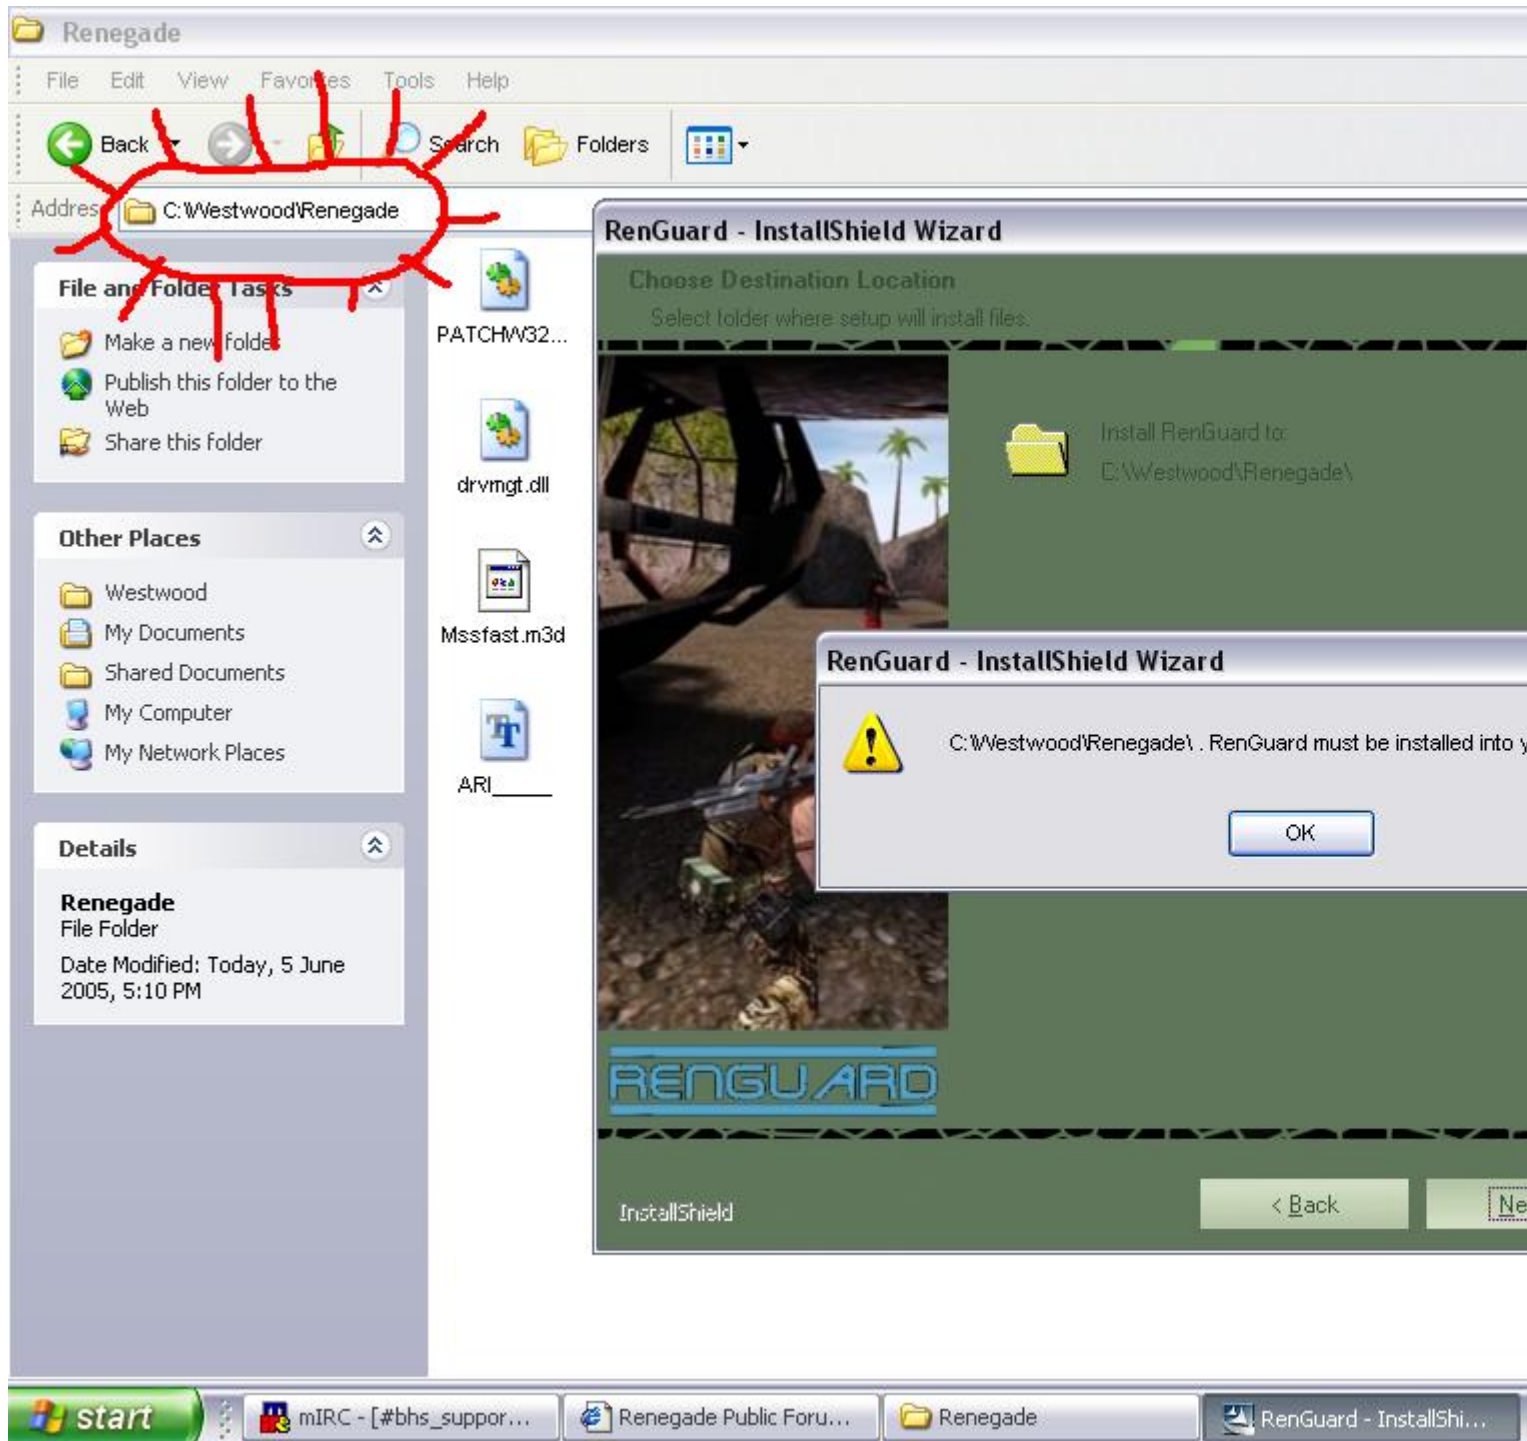 Renegade
File Edit View Favorites Tools Help
Back Search Folders
Address C:\Westwood\Renegade
File and Folder Tasks
Make a new folder
Publish this folder to the
Web
Share this folder
Other Places
Westwood
My Documents
Shared Documents
My Computer
My Network Places
Details
Renegade
File Folder
Date Modified: Today, 5 June
2005, 5:10 PM
PATCHW32...
drvmgt.dll
Mssfast.m3d
ARI______
RenGuard - InstallShield Wizard
Choose Destination Location
Select folder where setup will install files.
Install RenGuard to:
C:\Westwood\Renegade\
RenGuard - InstallShield Wizard
C:\Westwood\Renegade\ . RenGuard must be installed into y
OK
RENGUARD
InstallShield
< Back Ne
start mIRC - [#bhs_suppor... Renegade Public Foru... Renegade RenGuard - InstallShi...